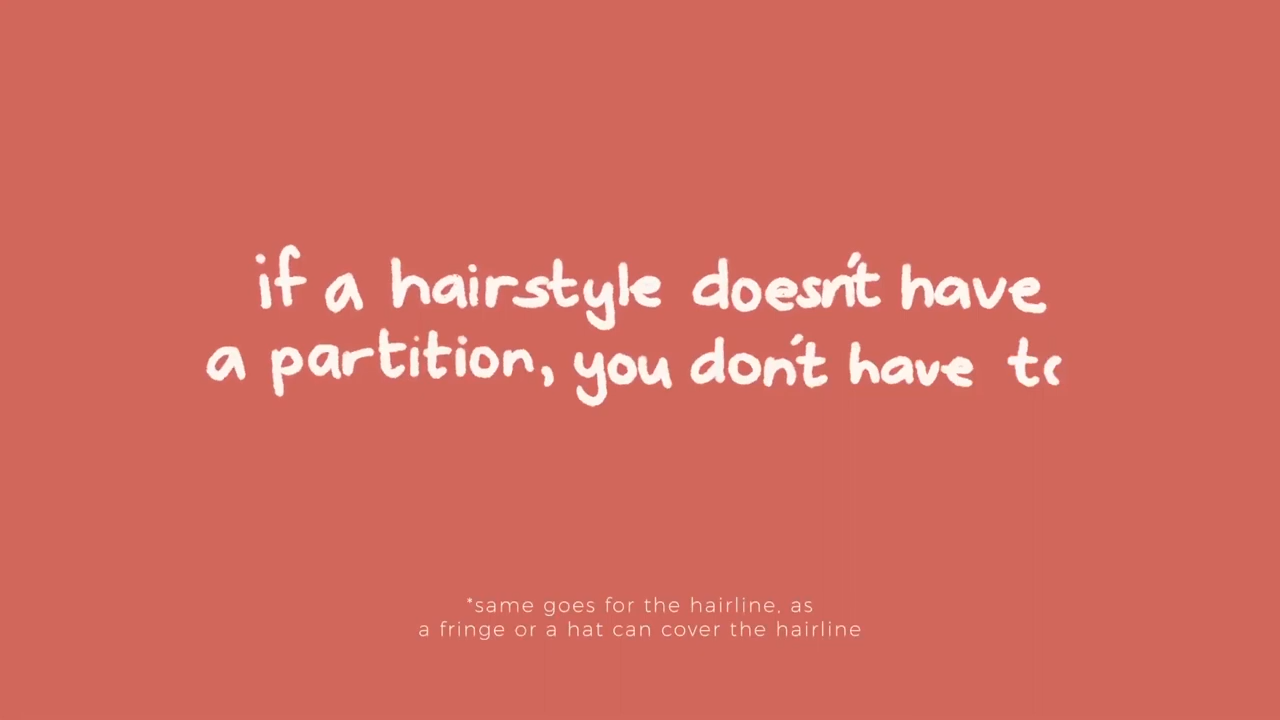 if a hairstyle doesn't have
a partition, you don't have
*same goes for the hairline, as
a fringe or a hat can cover the hairline